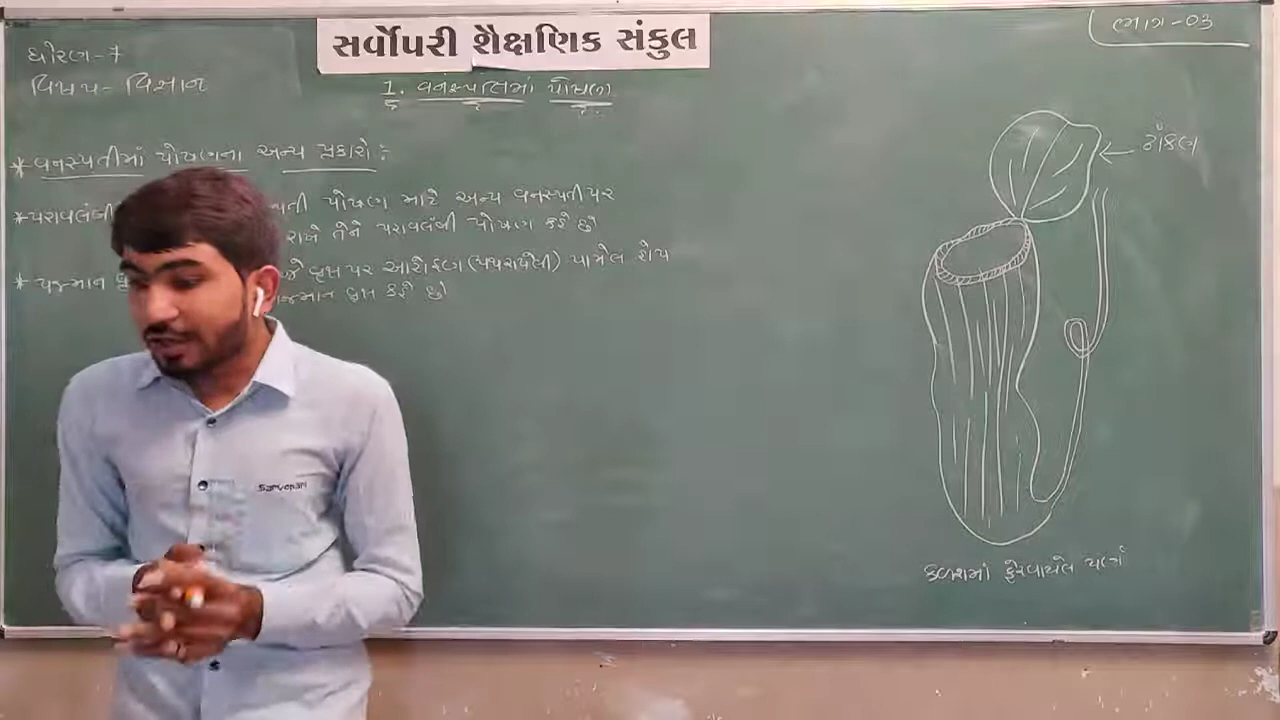 સર્વોપરી શૈક્ષણિક સંકુલ
ભાગ-03
ધોરણ-7
વિષય- વિજ્ઞાન
1. વનસ્પતિમાં પોષણ
*વનસ્પતીમાં પોષણના અન્ય પ્રકારો:
*પરાવલંબી પોષણ માટે અન્ય વનસ્પતી પર
રાખે તેને પરાવલંબી પોષણ કહે છે
* યજમાન જે વૃક્ષ પર આરોહણ (પથરાયેલી) પામેલ હોય
યજમાન વૃક્ષ કહે છે
ઢાંકણ
કળશમાં ફેરવાયેલ પર્ણ
Sarvopari